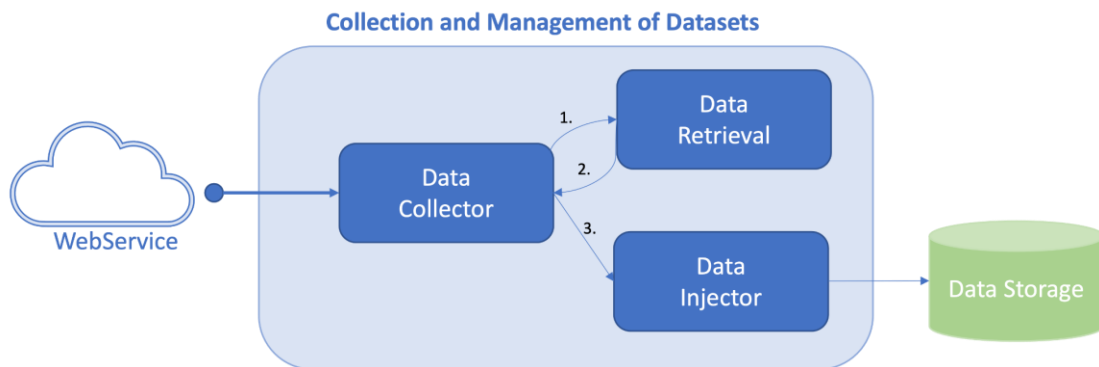 Collection and Management of Datasets
Data
Retrieval
1.
Data
Collector
2.
WebService
3.
Data
Injector
Data Storage